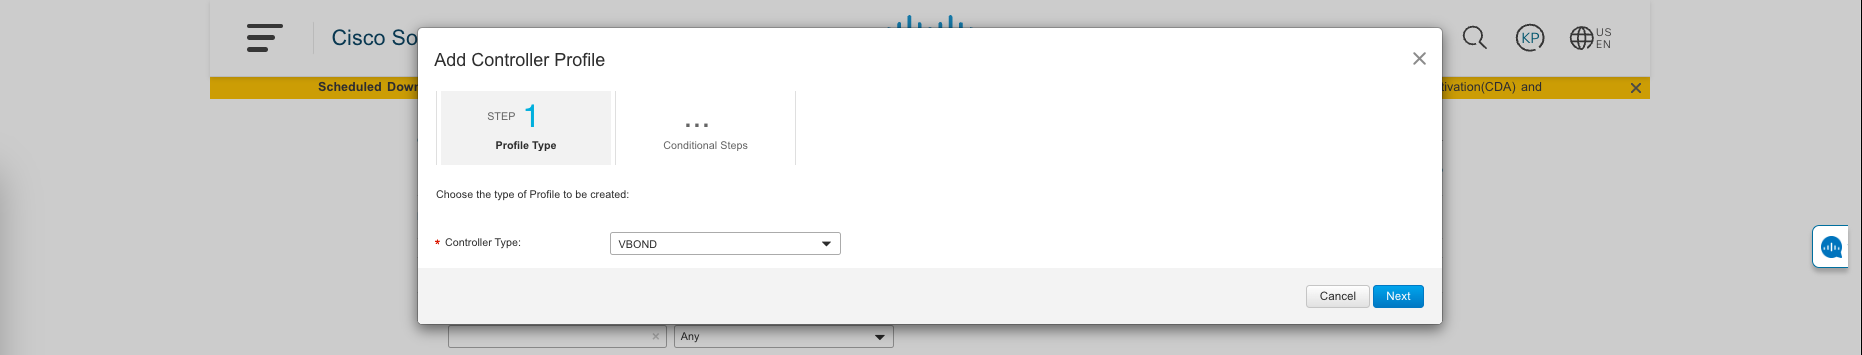 Cisco So
KP
US
EN
Scheduled Down
tivation(CDA) and
Add Controller Profile
STEP 1
Profile Type
...
Conditional Steps
Choose the type of Profile to be created:
* Controller Type:
VBOND
Cancel
Next
Any